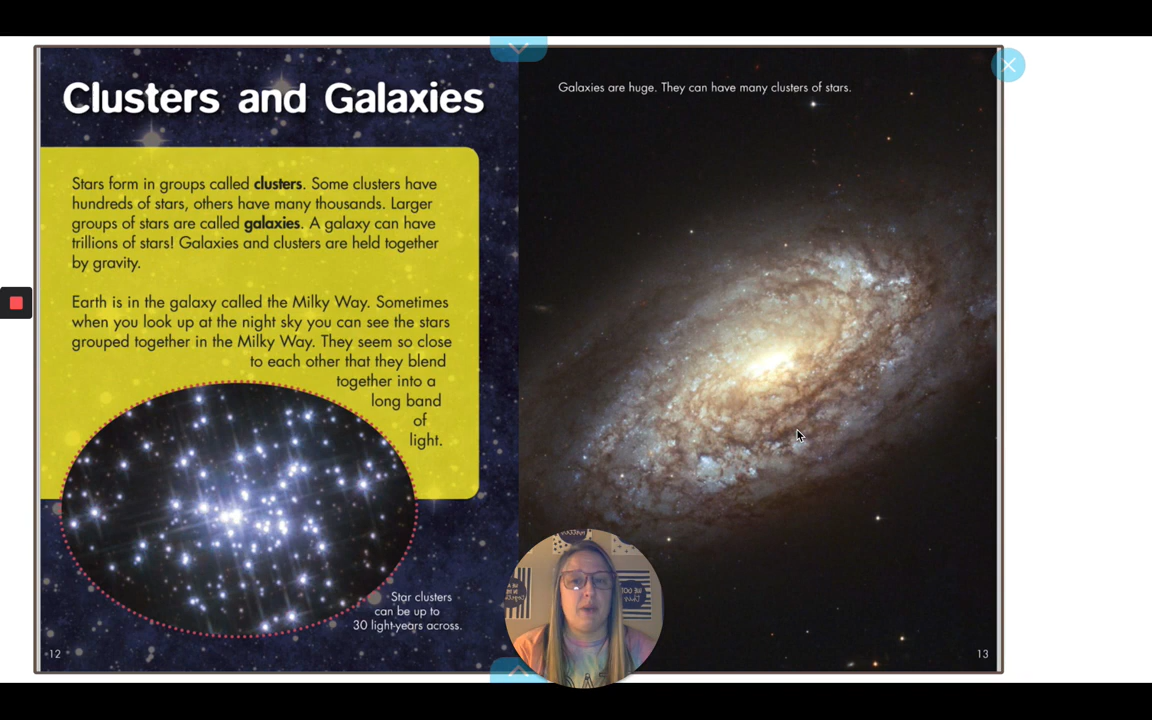 Clusters and Galaxies
Stars form in groups called clusters. Some clusters have
hundreds of stars, others have many thousands. Larger
groups of stars are called galaxies. A galaxy can have
trillions of stars! Galaxies and clusters are held together
by gravity.
Earth is in the galaxy called the Milky Way. Sometimes
when you look up at the night sky you can see the stars
grouped together in the Milky Way. They seem so close
to each other that they blend
together into a
long band
of
light.
Star clusters
can be up to
30 light-years across.
12
Galaxies are huge. They can have many clusters of stars.
13